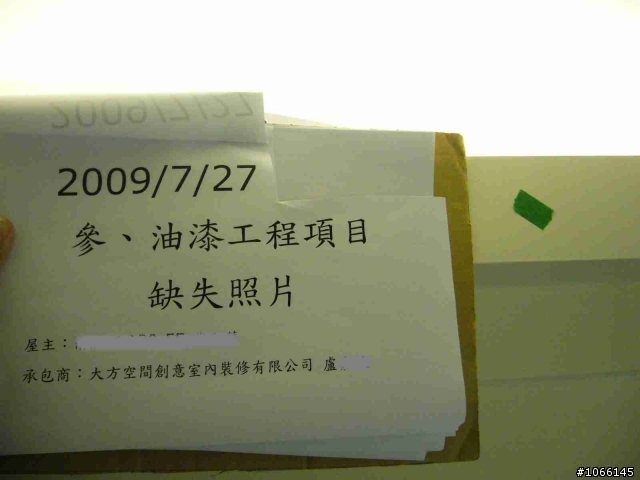 2009/7/27
參、油漆工程項目
缺失照片
屋主：
承包商：大方空間創意室內裝修有限公司 盧
#1066145